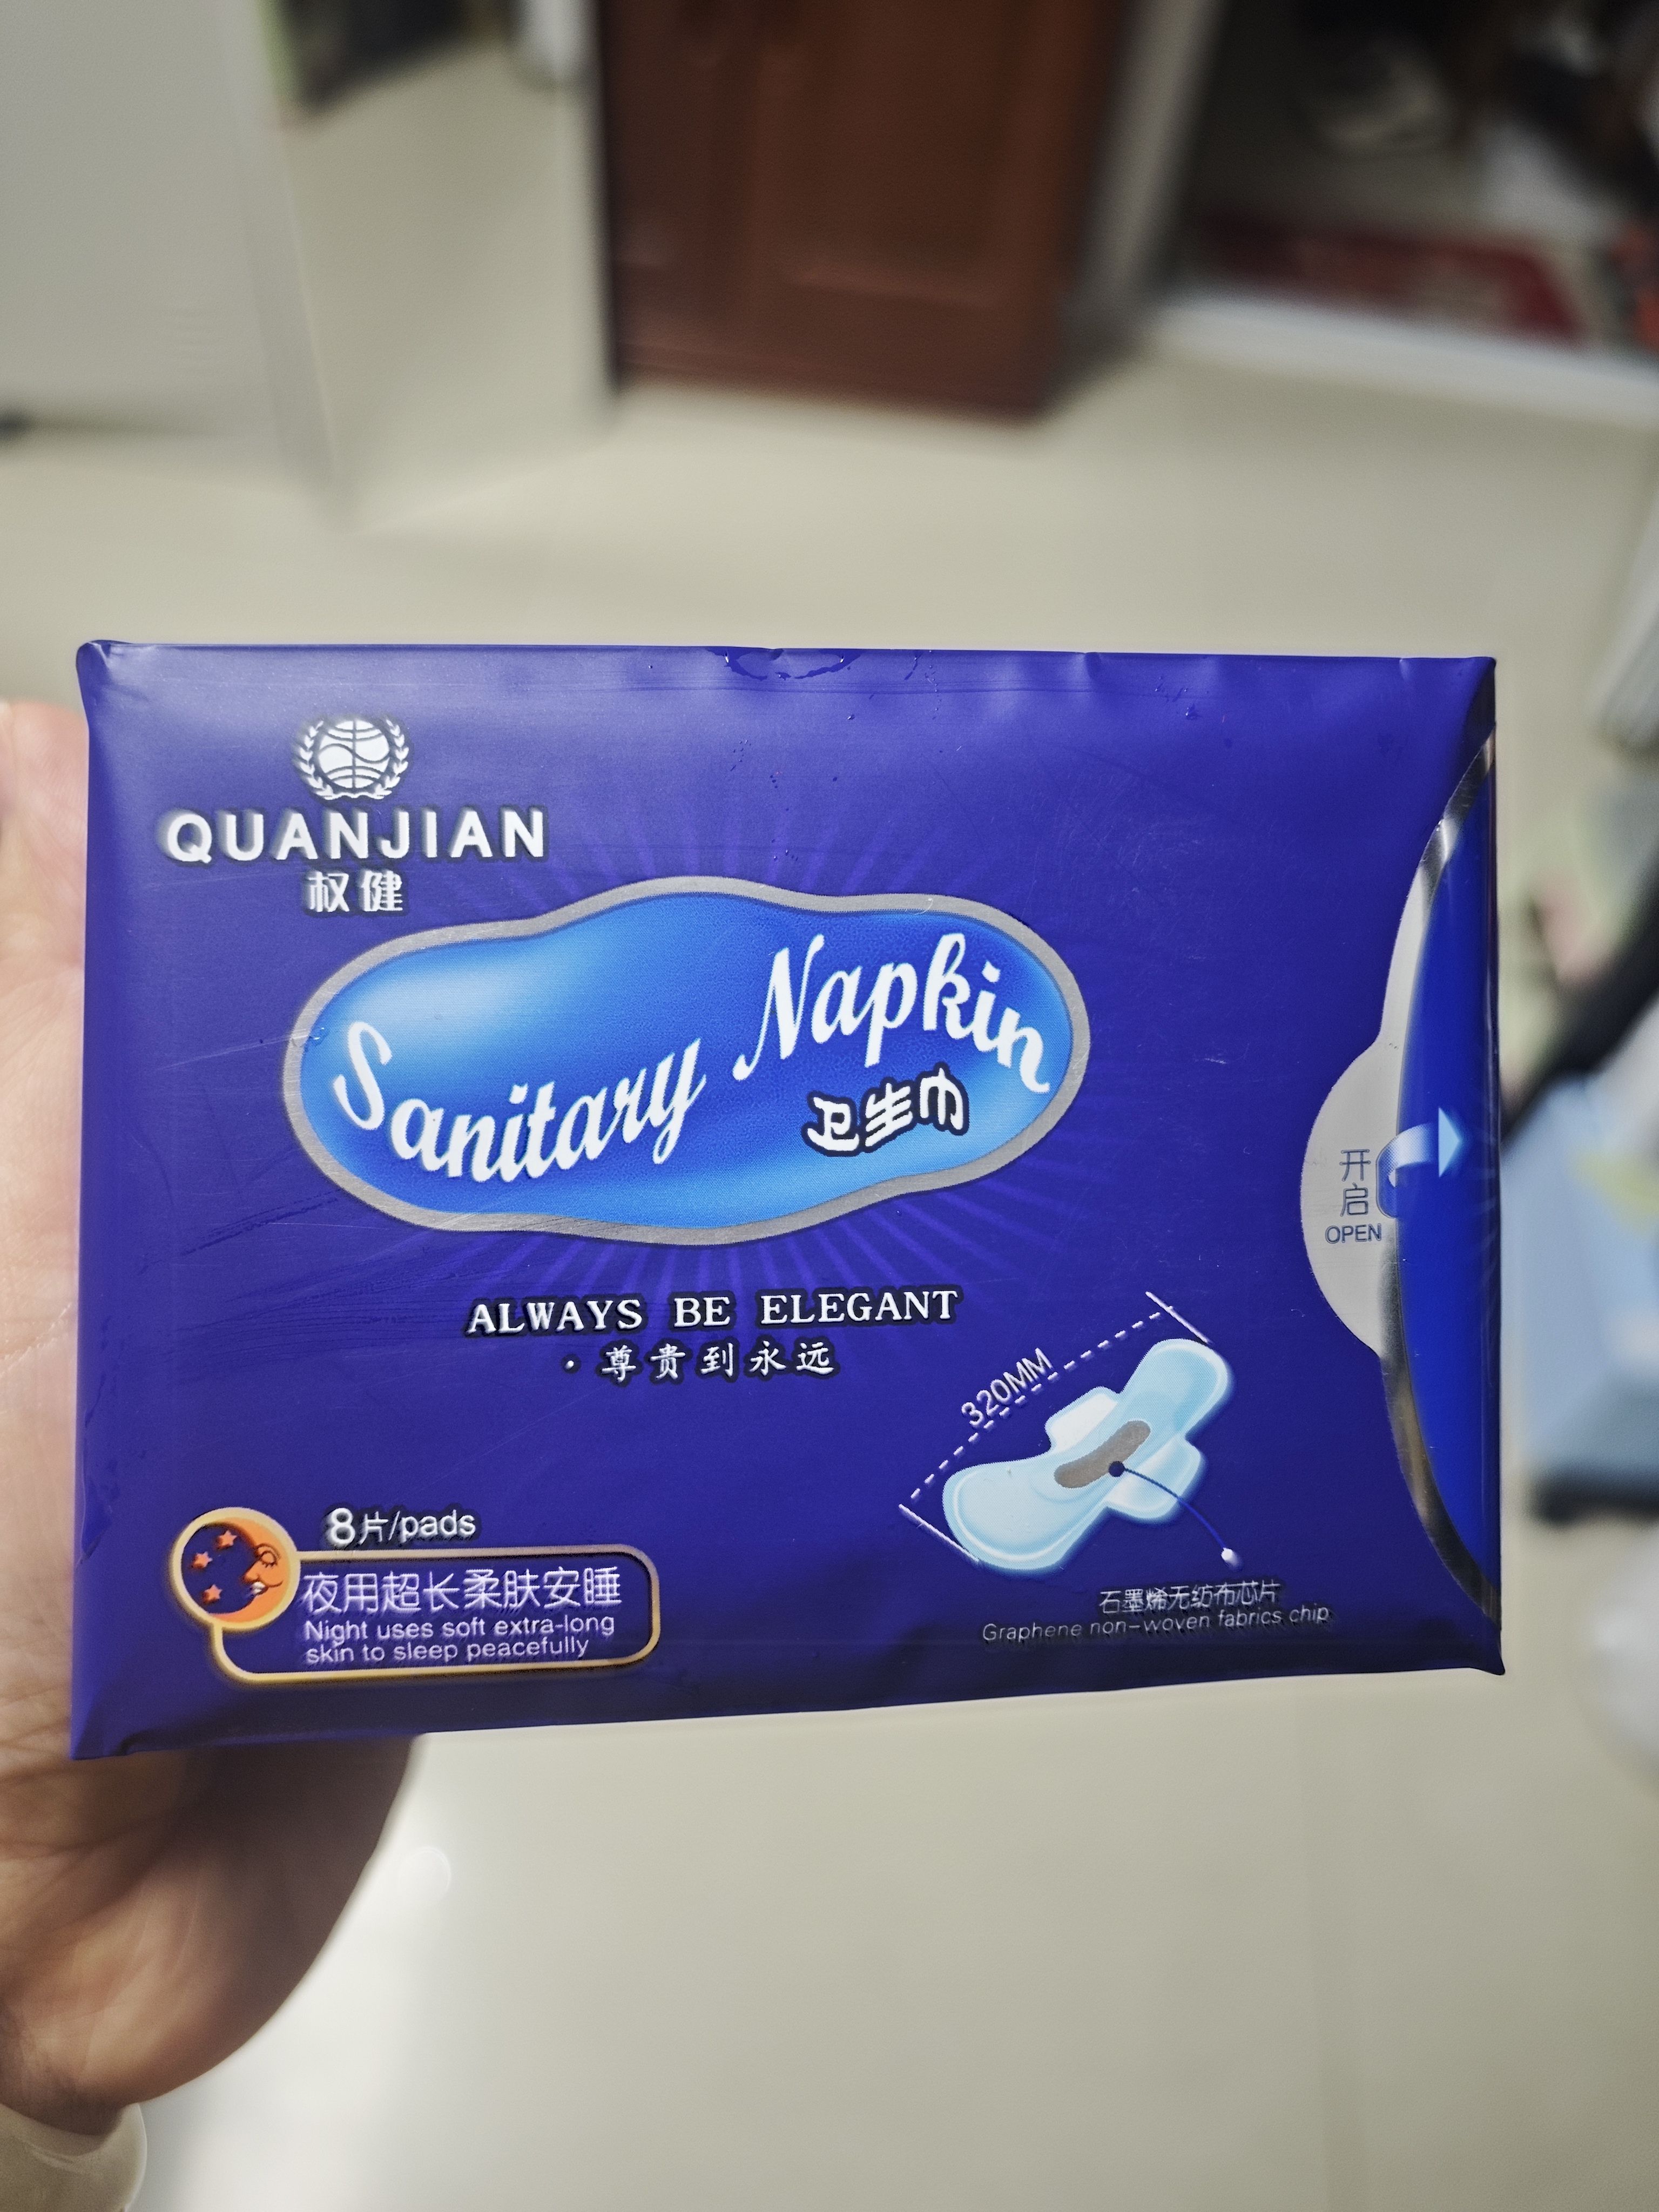 QUANJIAN
权健
Sanitary Napkin
卫生巾
开启
OPEN
ALWAYS BE ELEGANT
·尊贵到永远
320MM
8片/pads
夜用超长柔肤安睡
Night uses soft extra-long
skin to sleep peacefully
石墨烯无纺布芯片
Graphene non-woven fabrics chip